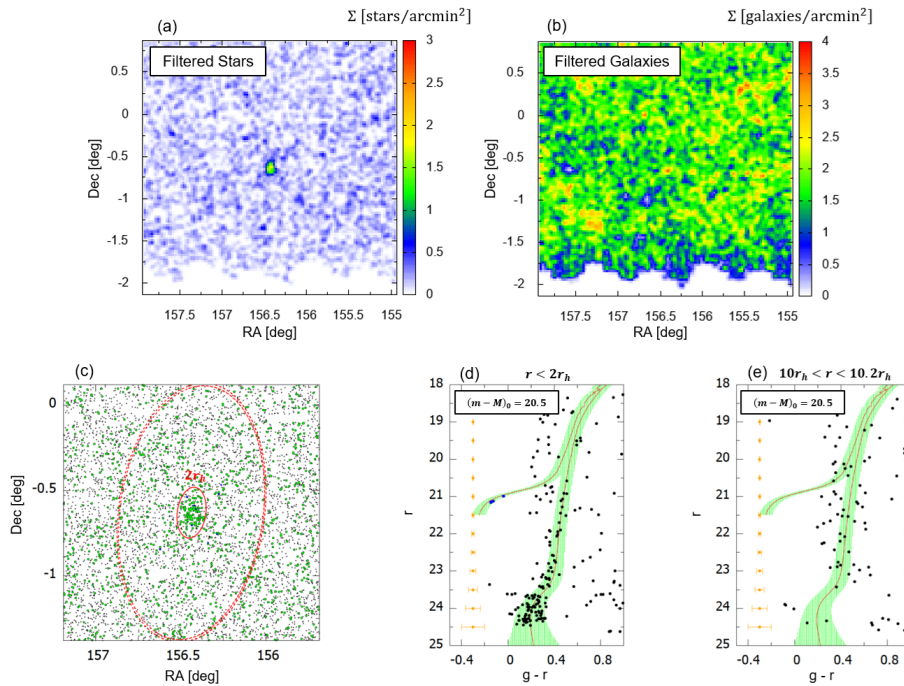 (a)
Σ [stars/arcmin²]
Filtered Stars
Dec [deg]
0.5
0
-0.5
-1
-1.5
-2
157.5 157 156.5 156 155.5 155
RA [deg]
3
2.5
2
1.5
1
0.5
0
(b)
Σ [galaxies/arcmin²]
Filtered Galaxies
Dec [deg]
0.5
0
-0.5
-1
-1.5
-2
157.5 157 156.5 156 155.5 155
RA [deg]
4
3.5
3
2.5
2
1.5
1
0.5
0
(c)
2rₕ
Dec [deg]
0
-0.5
-1
157 156.5 156
RA [deg]
(d)
r < 2rₕ
(m − M)₀ = 20.5
r
18
19
20
21
22
23
24
25
-0.4 0 0.4 0.8
g - r
(e)
10rₕ < r < 10.2rₕ
(m − M)₀ = 20.5
r
18
19
20
21
22
23
24
25
-0.4 0 0.4 0.8
g - r